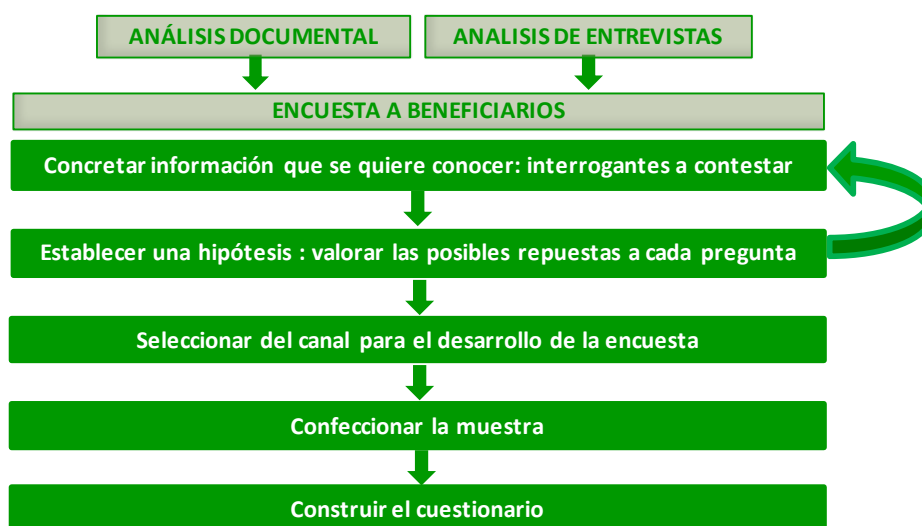 ANÁLISIS DOCUMENTAL
ANALISIS DE ENTREVISTAS
ENCUESTA A BENEFICIARIOS
Concretar información que se quiere conocer: interrogantes a contestar
Establecer una hipótesis : valorar las posibles repuestas a cada pregunta
Seleccionar del canal para el desarrollo de la encuesta
Confeccionar la muestra
Construir el cuestionario